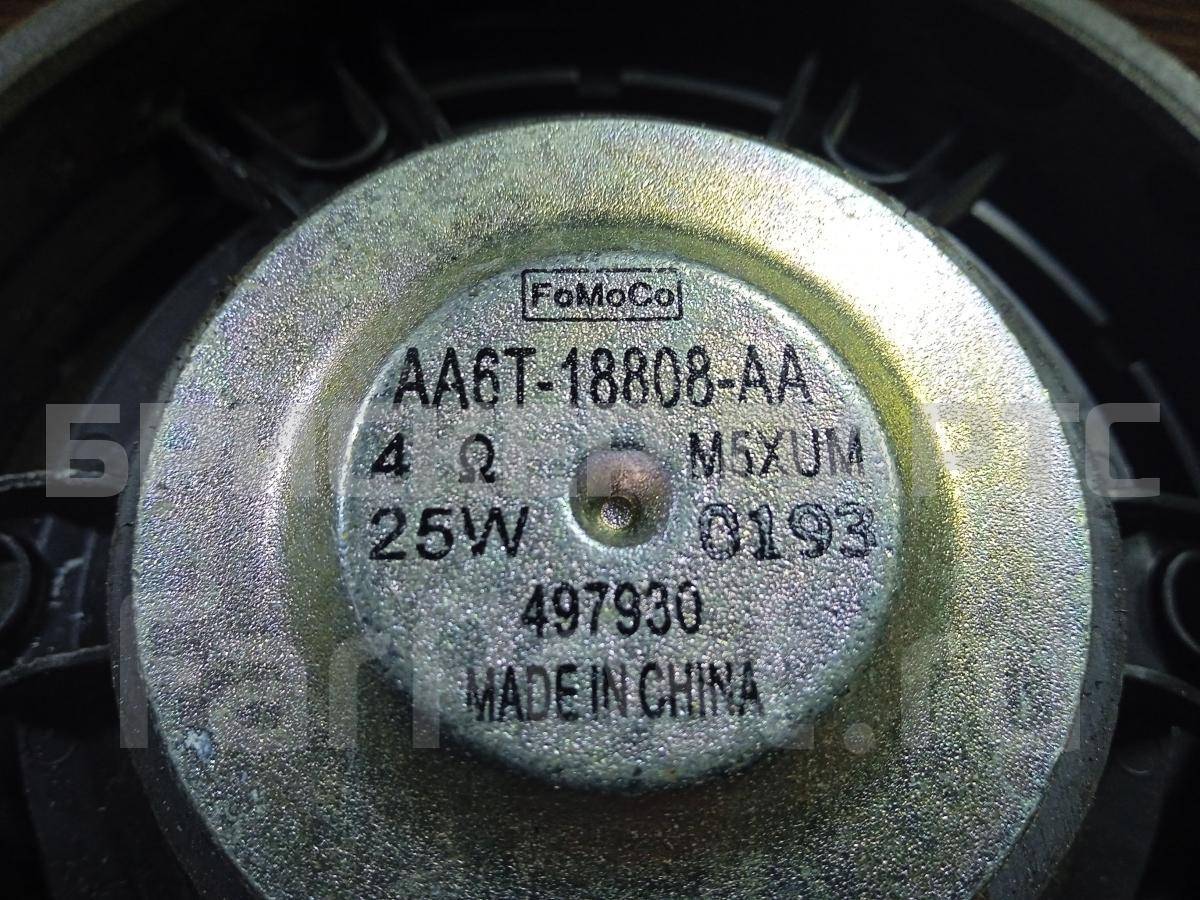 FoMoCo
AA6T-18808-AA
4 Ω M5XUM
25W 0193
497930
MADE IN CHINA